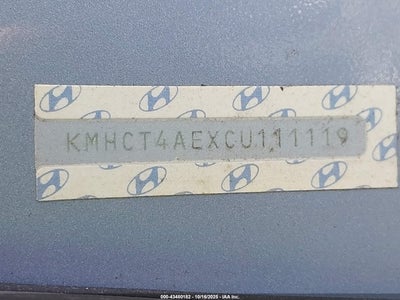 KMHCT4AEXCU111119
000-43460182 - 10/16/2025 - IAA Inc.